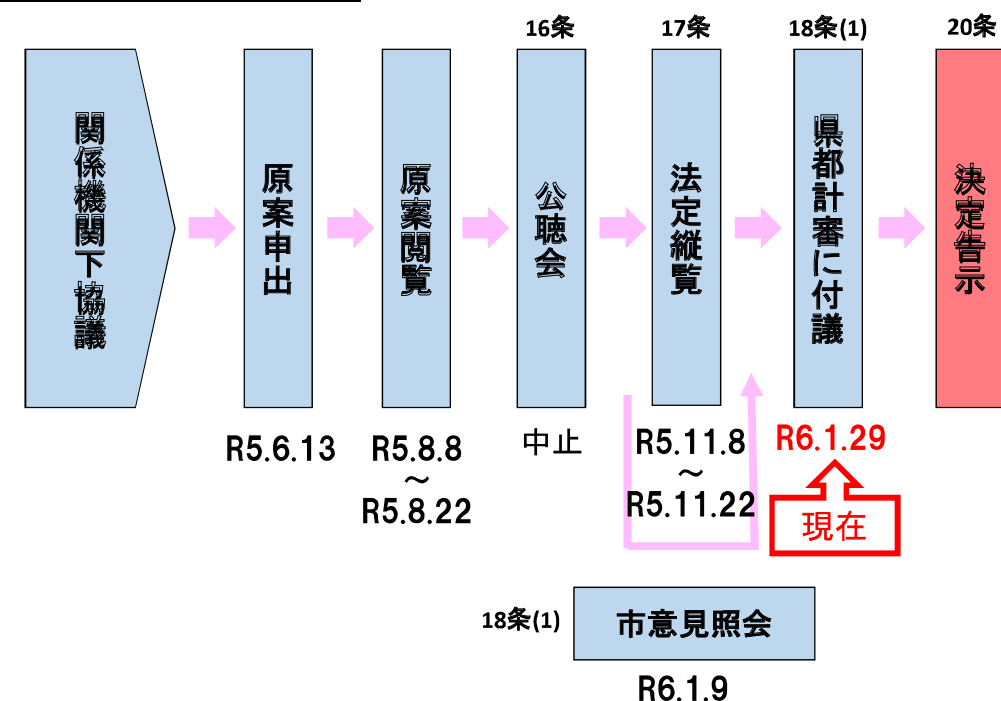 16条
17条
18条(1)
20条
関係機関下協議
原案申出
原案閲覧
公聴会
法定縦覧
県都計審に付議
決定告示
R5.6.13
R5.8.8
～
R5.8.22
中止
R5.11.8
～
R5.11.22
R6.1.29
現在
18条(1)
市意見照会
R6.1.9